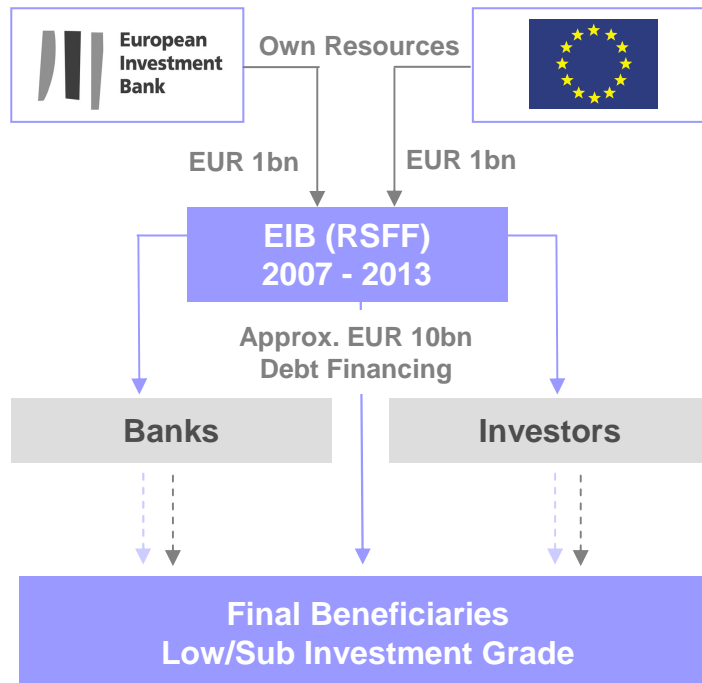 European
Investment
Bank
Own Resources
EUR 1bn
EUR 1bn
EIB (RSFF)
2007 - 2013
Approx. EUR 10bn
Debt Financing
Banks
Investors
Final Beneficiaries
Low/Sub Investment Grade